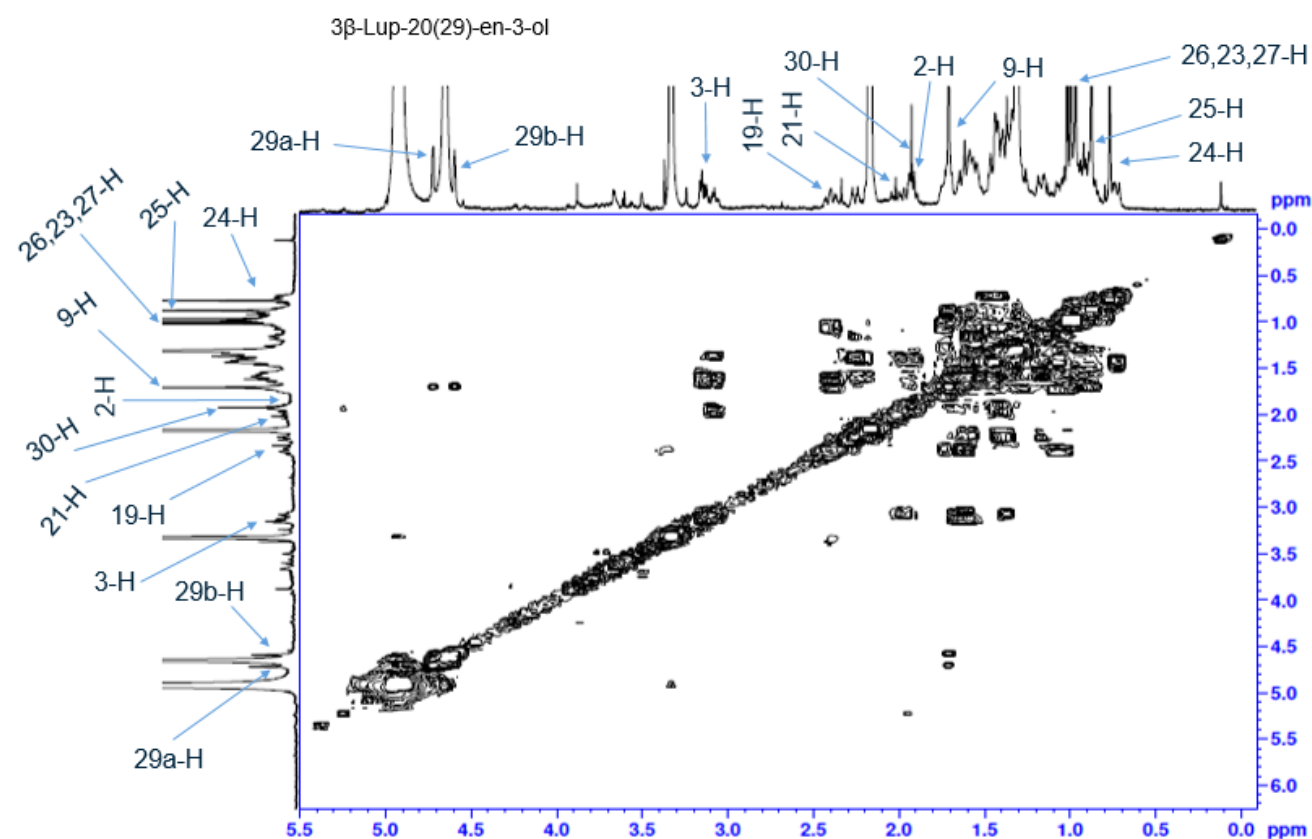 3β-Lup-20(29)-en-3-ol
26,23,27-H
30-H
2-H
9-H
3-H
19-H
21-H
25-H
29a-H
29b-H
24-H
26,23,27-H
25-H
24-H
9-H
2-H
30-H
21-H
19-H
3-H
29b-H
29a-H
ppm
0.0
0.5
1.0
1.5
2.0
2.5
3.0
3.5
4.0
4.5
5.0
5.5
6.0
5.5 5.0 4.5 4.0 3.5 3.0 2.5 2.0 1.5 1.0 0.5 0.0 ppm